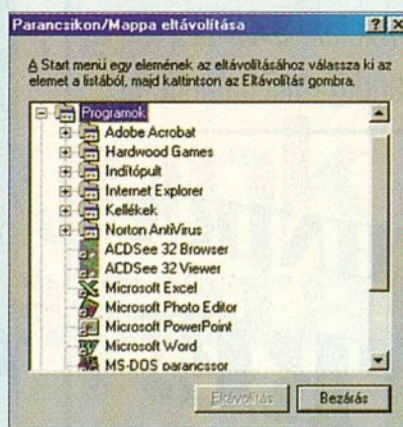 Parancsikon/Mappa eltávolítása
A Start menü egy elemének az eltávolításához válassza ki az
elemet a listából, majd kattintson az Eltávolítás gombra.
Programok
Adobe Acrobat
Hardwood Games
Indítópult
Internet Explorer
Kellékek
Norton AntiVirus
ACDSee 32 Browser
ACDSee 32 Viewer
Microsoft Excel
Microsoft Photo Editor
Microsoft PowerPoint
Microsoft Word
MS-DOS parancssor
Eltávolítás Bezárás